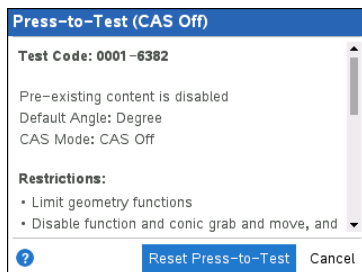 Press-to-Test (CAS Off)
Test Code: 0001-6382
Pre-existing content is disabled
Default Angle: Degree
CAS Mode: CAS Off
Restrictions:
• Limit geometry functions
• Disable function and conic grab and move, and
?
Reset Press-to-Test
Cancel